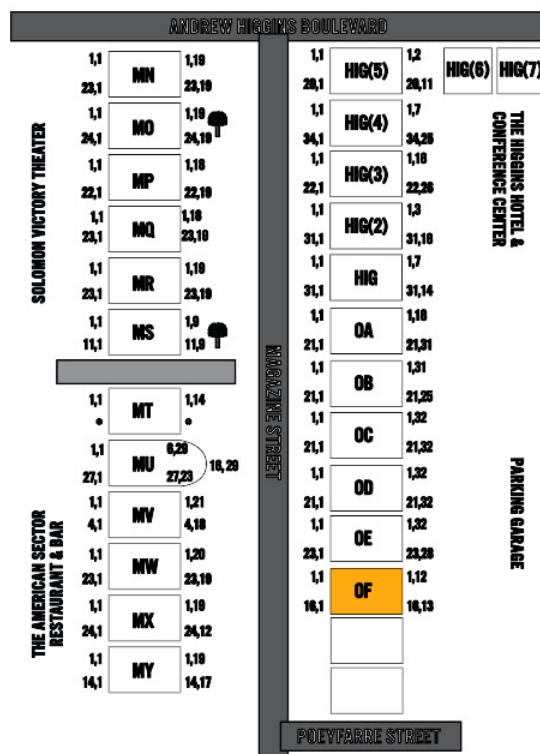 ANDREW HIGGINS BOULEVARD
SOLOMON VICTORY THEATER
1,1 MN 1,19
23,1 23,19
1,1 MO 1,19
24,1 24,19
1,1 MP 1,18
22,1 22,19
1,1 MQ 1,18
23,1 23,19
1,1 MR 1,19
23,1 23,19
1,1 MS 1,9
11,1 11,9
THE AMERICAN SECTOR
RESTAURANT & BAR
1,1 MT 1,14
1,1 MU 6,29
27,1 27,23 16,29
1,1 MV 1,21
4,1 4,18
1,1 MW 1,20
23,1 23,19
1,1 MX 1,19
24,1 24,12
1,1 MY 1,19
14,1 14,17
MAGAZINE STREET
1,1 HIG(5) 1,2
20,11
HIG(6)
HIG(7)
1,1 HIG(4) 1,7
34,1 34,25
1,1 HIG(3) 1,18
22,1 22,26
1,1 HIG(2) 1,3
31,1 31,18
1,1 HIG 1,7
31,1 31,14
1,1 OA 1,18
21,1 21,31
1,1 OB 1,31
21,1 21,25
1,1 OC 1,32
21,1 21,32
1,1 OD 1,32
21,1 21,32
1,1 OE 1,32
23,1 23,28
1,1 OF 1,12
16,1 16,13
THE HIGGINS HOTEL &
CONFERENCE CENTER
PARKING GARAGE
POEYFARRE STREET